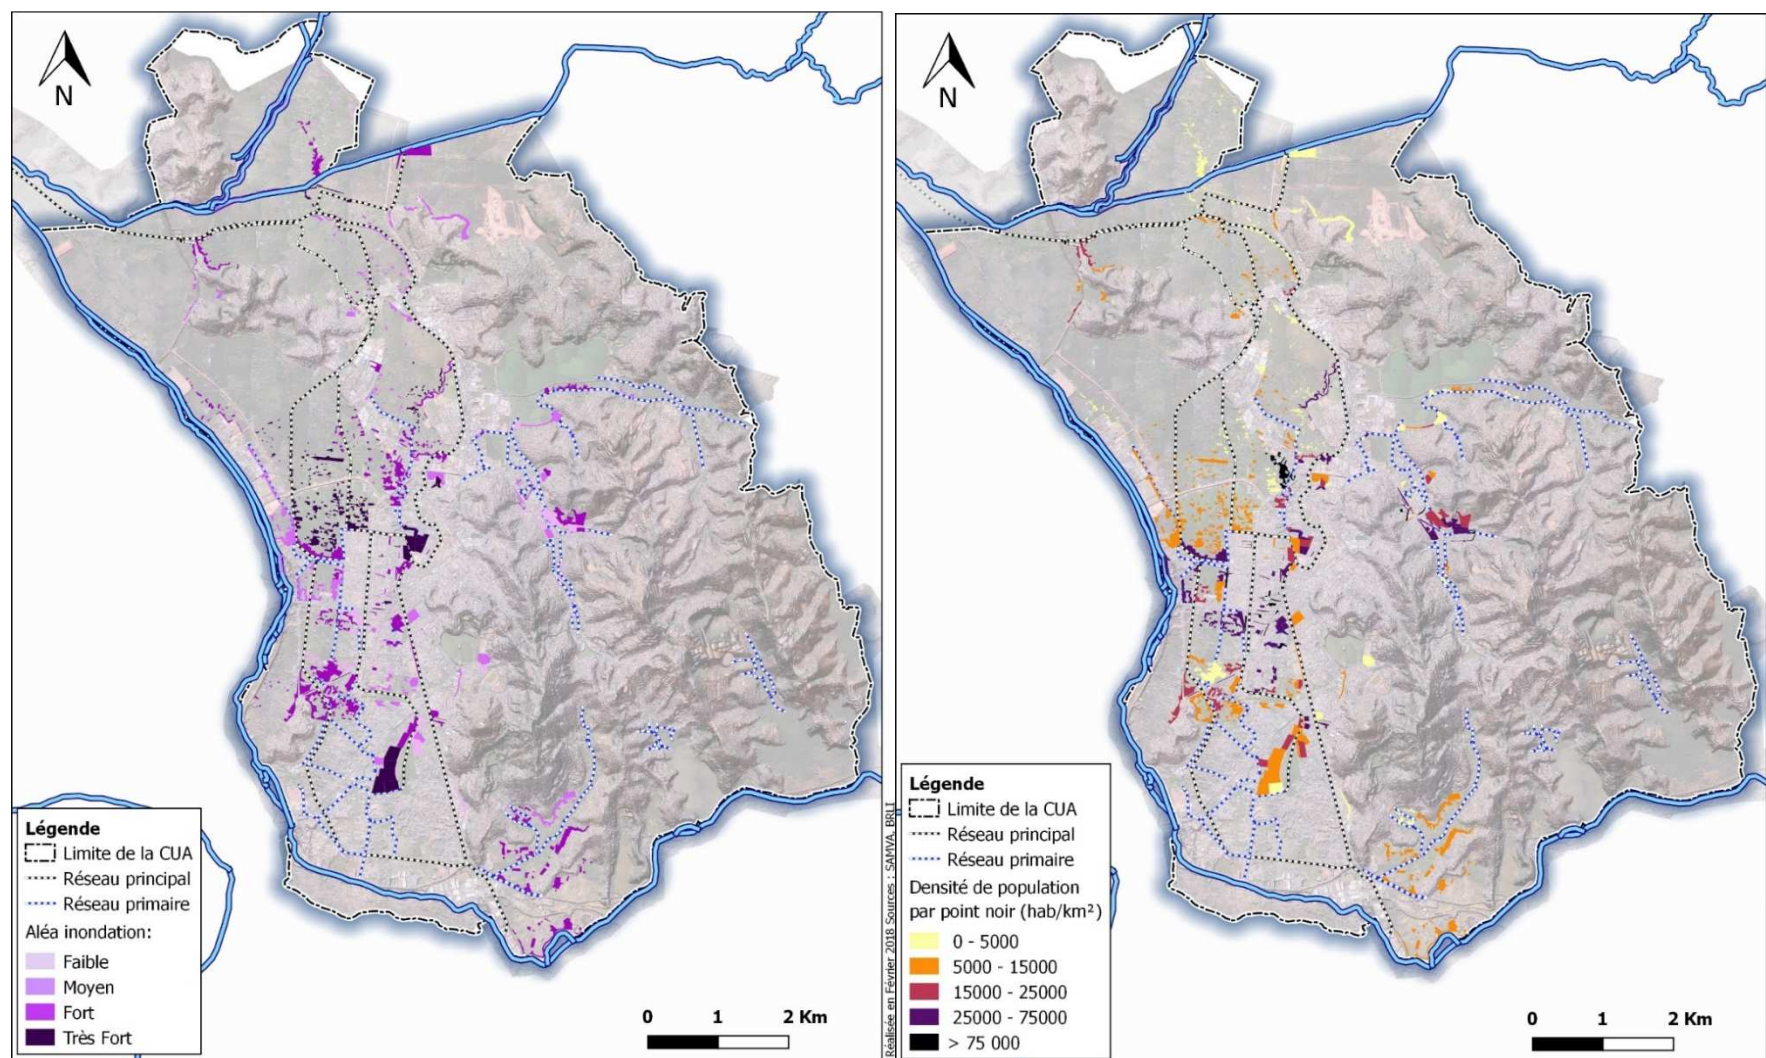 N
Légende
Limite de la CUA
Réseau principal
Réseau primaire
Aléa inondation:
Faible
Moyen
Fort
Très Fort
0 1 2 Km
N
Réalisée en Février 2018 Sources : SAMVA, BRLI
Légende
Limite de la CUA
Réseau principal
Réseau primaire
Densité de population
par point noir (hab/km²)
0 - 5000
5000 - 15000
15000 - 25000
25000 - 75000
> 75 000
0 1 2 Km